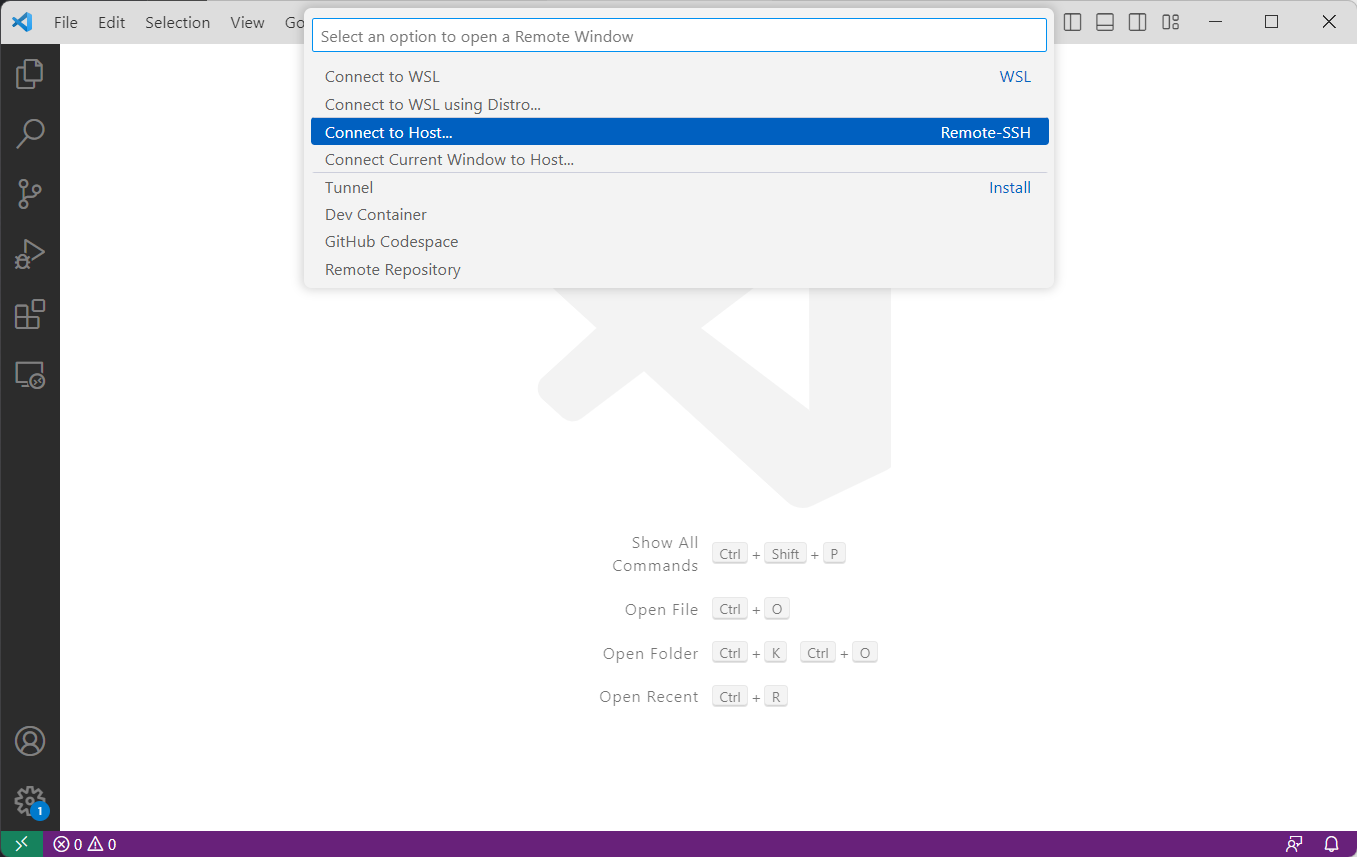 File Edit Selection View Go
Select an option to open a Remote Window
Connect to WSL WSL
Connect to WSL using Distro...
Connect to Host... Remote-SSH
Connect Current Window to Host...
Tunnel Install
Dev Container
GitHub Codespace
Remote Repository
Show All
Commands Ctrl + Shift + P
Open File Ctrl + O
Open Folder Ctrl + K Ctrl + O
Open Recent Ctrl + R
1
0 0